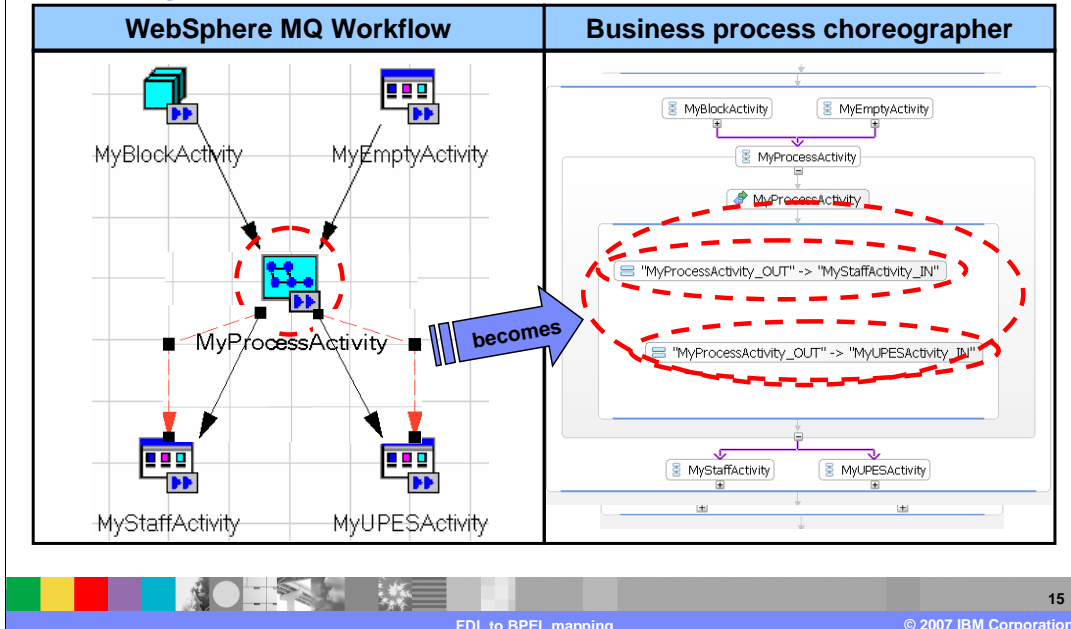 WebSphere MQ Workflow
Business process choreographer
MyBlockActivity
MyEmptyActivity
MyProcessActivity
MyStaffActivity
MyUPESActivity
becomes
MyBlockActivity
MyEmptyActivity
MyProcessActivity
MyProcessActivity
"MyProcessActivity_OUT" -> "MyStaffActivity_IN"
"MyProcessActivity_OUT" -> "MyUPESActivity_IN"
MyStaffActivity
MyUPESActivity
15
EDL to BPEL mapping
© 2007 IBM Corporation